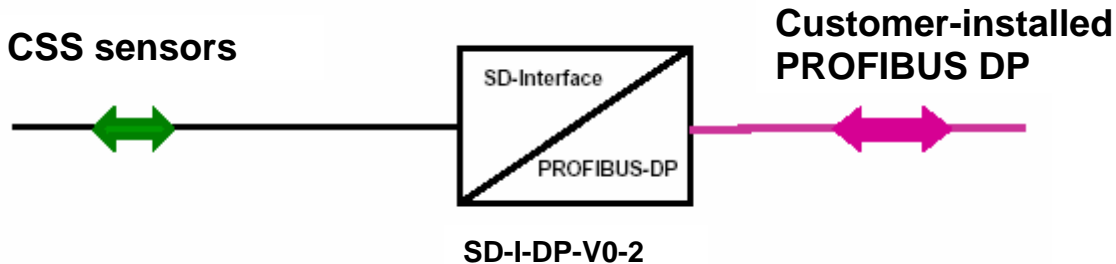 CSS sensors
Customer-installed
PROFIBUS DP
SD-Interface
PROFIBUS-DP
SD-I-DP-V0-2